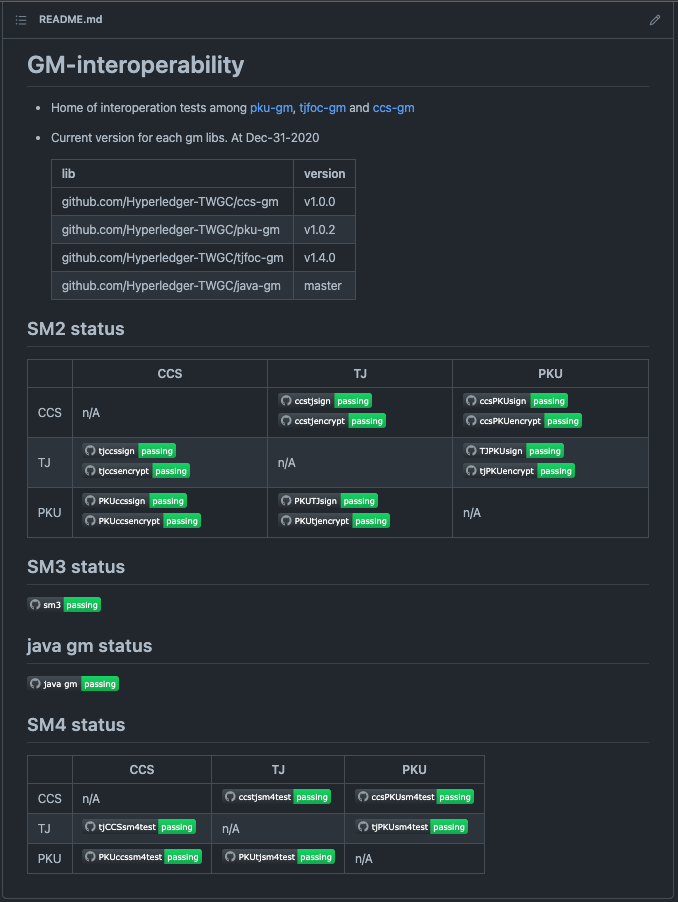 README.md
GM-interoperability
Home of interoperation tests among pku-gm, tjfoc-gm and ccs-gm
Current version for each gm libs. At Dec-31-2020
lib version
github.com/Hyperledger-TWGC/ccs-gm v1.0.0
github.com/Hyperledger-TWGC/pku-gm v1.0.2
github.com/Hyperledger-TWGC/tjfoc-gm v1.4.0
github.com/Hyperledger-TWGC/java-gm master
SM2 status
CCS TJ PKU
CCS n/A ccstjsign passing ccsPKUsign passing
ccstjencrypt passing ccsPKUencrypt passing
TJ tjccssign passing n/A TJPKUsign passing
tjccsencrypt passing tjPKUencrypt passing
PKU PKUccssign passing PKUTJsign passing n/A
PKUccsencrypt passing PKUtjencrypt passing
SM3 status
sm3 passing
java gm status
java gm passing
SM4 status
CCS TJ PKU
CCS n/A ccstjsm4test passing ccsPKUsm4test passing
TJ tjCCSsm4test passing n/A tjPKUsm4test passing
PKU PKUccssm4test passing PKUtjsm4test passing n/A